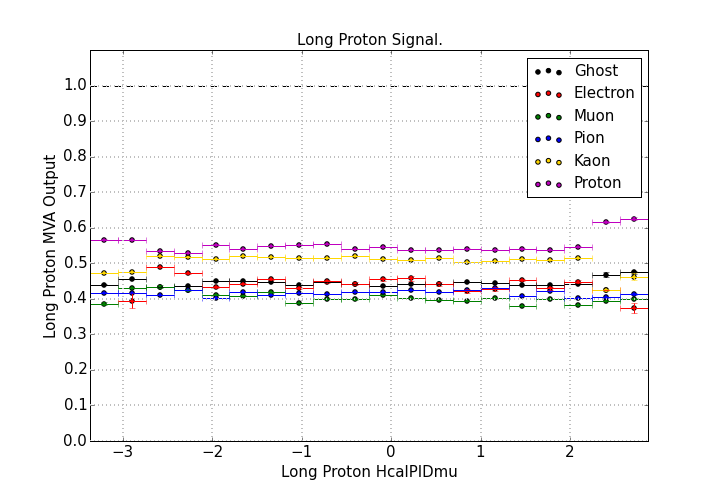 Long Proton Signal.
Long Proton MVA Output
1.0
0.9
0.8
0.7
0.6
0.5
0.4
0.3
0.2
0.1
0.0
Ghost
Electron
Muon
Pion
Kaon
Proton
−3 −2 −1 0 1 2
Long Proton HcalPIDmu